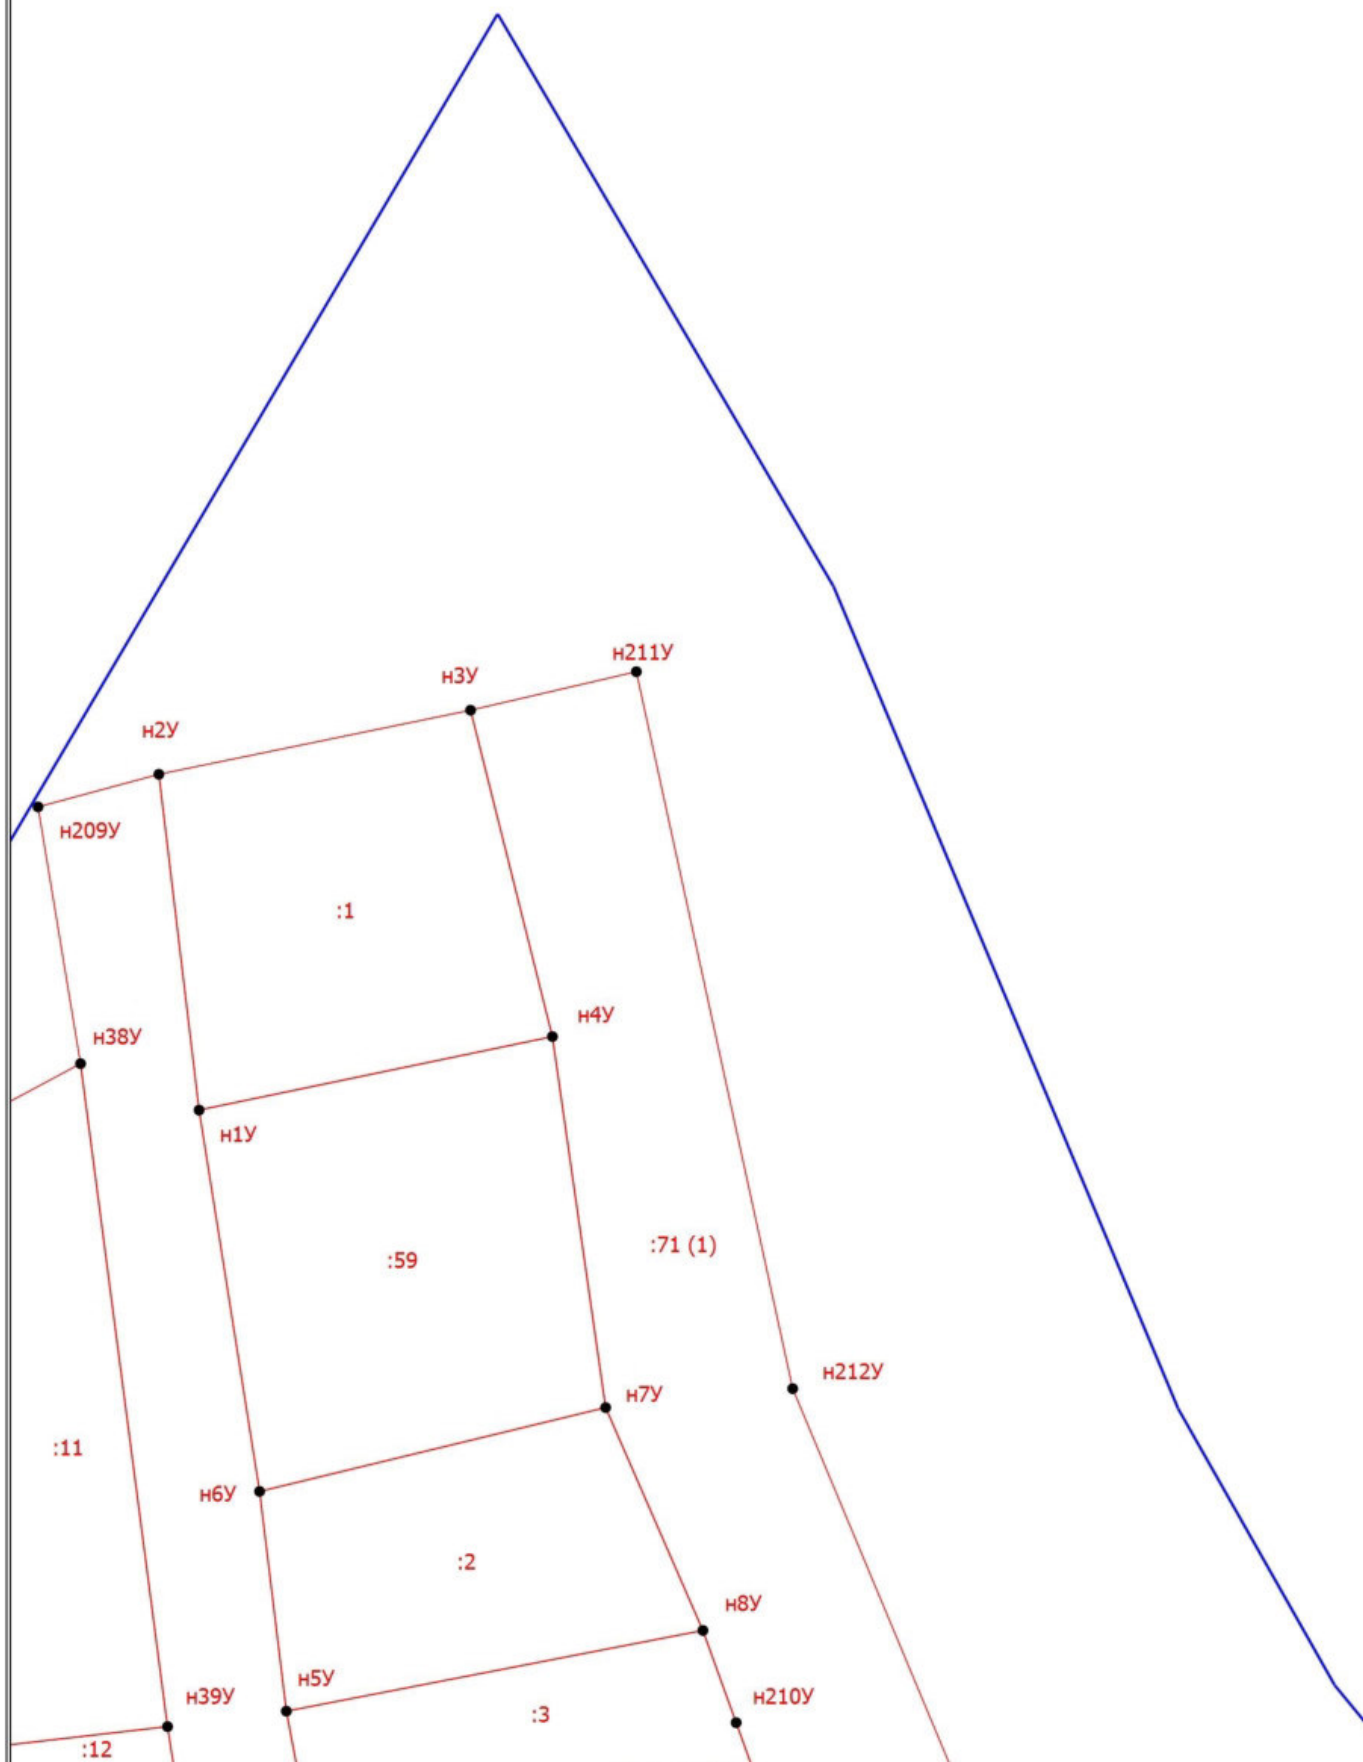 н211У
н3У
н2У
н209У
:1
н4У
н38У
н1У
:71 (1)
:59
н212У
н7У
:11
н6У
:2
н8У
н5У
н39У
н210У
:3
:12